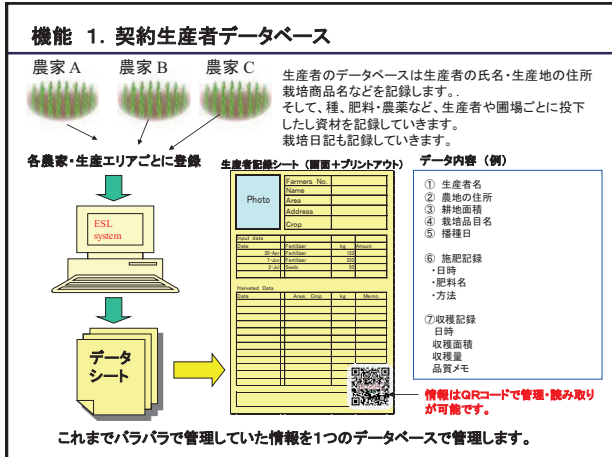 機能 1. 契約生産者データベース
農家 A
農家 B
農家 C
生産者のデータベースは生産者の氏名・生産地の住所
栽培商品名などを記録します。.
そして、種、肥料・農薬など、生産者や圃場ごとに投下
したし資材を記録していきます。
栽培日記も記録していきます。
各農家・生産エリアごとに登録
ESL
system
データ
シート
生産者記録シート（画面+プリントアウト）
Photo
Farmers No.
Name
Area
Address
Crop
Input data
Date Fertilizer kg Amount
20-Apr Fertilizer 120
7-Jun Fertilizer 200
2-Jul Seeds 50
Harvested Data
Date Area: Crop kg Memo
データ内容（例）
① 生産者名
② 農地の住所
③ 耕地面積
④ 栽培品目名
⑤ 播種日
⑥ 施肥記録
・日時
・肥料名
・方法
⑦収穫記録
日時
収穫面積
収穫量
品質メモ
情報はQRコードで管理・読み取り
が可能です。
これまでバラバラで管理していた情報を1つのデータベースで管理します。